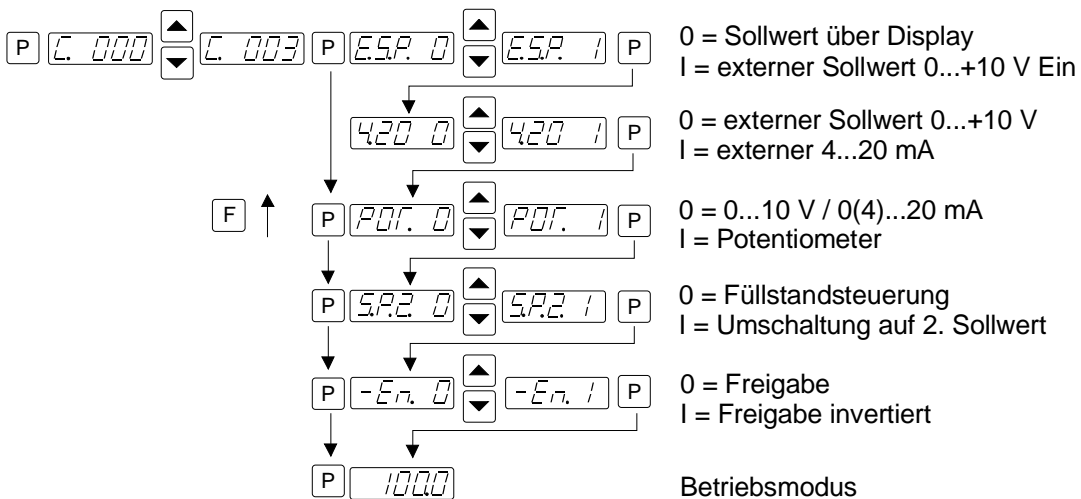 P C. 000 C. 003 P E.S.P. 0 E.S.P. 1 P 0 = Sollwert über Display
I = externer Sollwert 0...+10 V Ein
4.20 0 4.20 1 P 0 = externer Sollwert 0...+10 V
I = externer 4...20 mA
F P POT. 0 POT. 1 P 0 = 0...10 V / 0(4)...20 mA
I = Potentiometer
P S.P.2. 0 S.P.2. 1 P 0 = Füllstandsteuerung
I = Umschaltung auf 2. Sollwert
P -En. 0 -En. 1 P 0 = Freigabe
I = Freigabe invertiert
P 100.0 Betriebsmodus